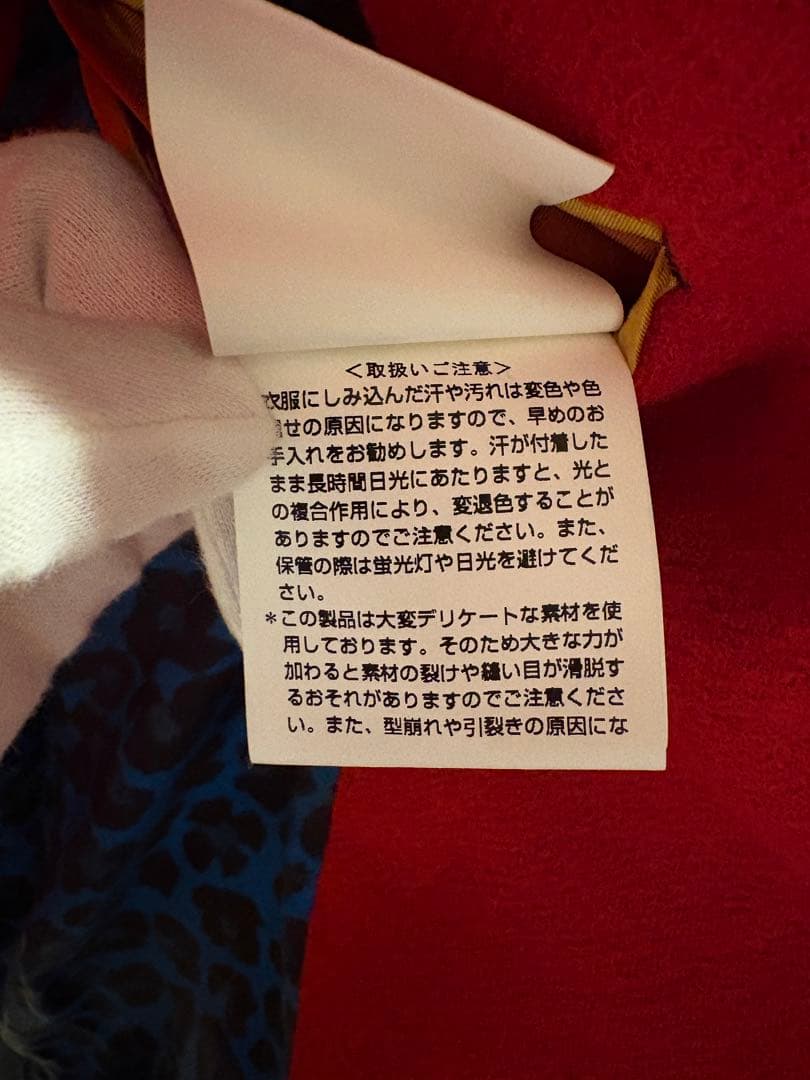 ＜取扱いご注意＞
衣服にしみ込んだ汗や汚れは変色や色
褪せの原因になりますので、早めのお
手入れをお勧めします。汗が付着した
まま長時間日光にあたりますと、光と
の複合作用により、変退色することが
ありますのでご注意ください。また、
保管の際は蛍光灯や日光を避けてくだ
さい。
＊この製品は大変デリケートな素材を使
用しております。そのため大きな力が
加わると素材の裂けや縫い目が滑脱す
るおそれがありますのでご注意くださ
い。また、型崩れや引裂きの原因にな